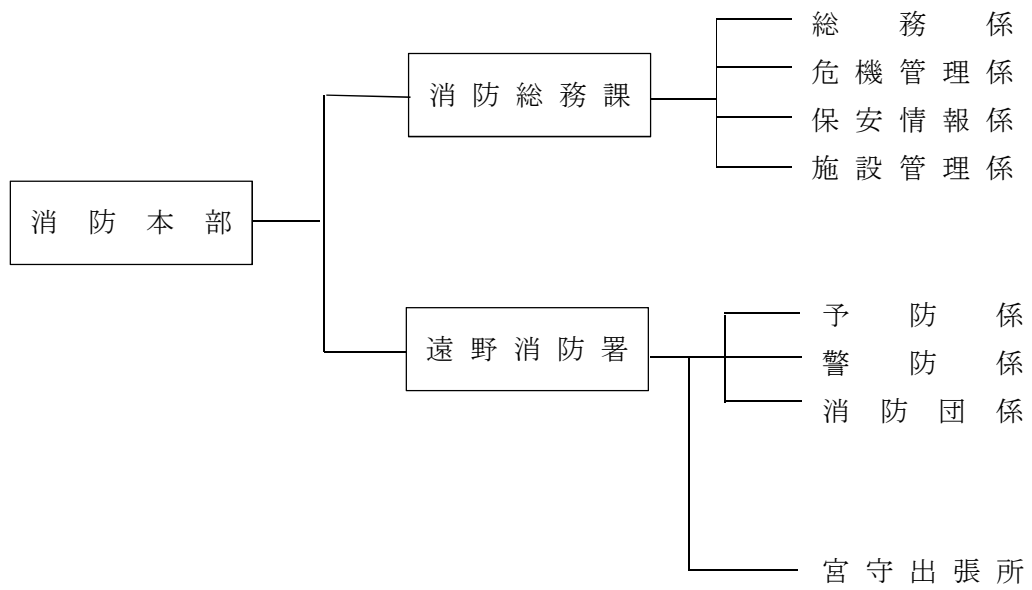 総務係
消防総務課
危機管理係
保安情報係
施設管理係
消防本部
予防係
遠野消防署
警防係
消防団係
宮守出張所